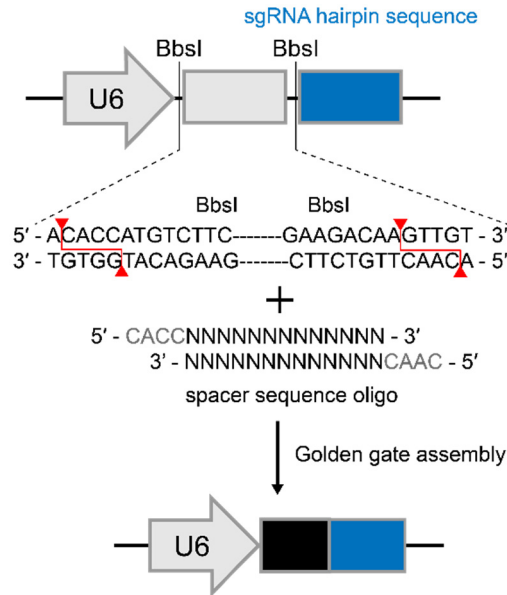 sgRNA hairpin sequence
BbsI BbsI
U6
BbsI BbsI
5′ - ACACCATGTCTTC-------GAAGACAAGTTGT - 3′
3′ - TGTGGTACAGAAG-------CTTCTGTTCAACA - 5′
+
5′ - CACCNNNNNNNNNNNNN - 3′
3′ - NNNNNNNNNNNNNCAAC - 5′
spacer sequence oligo
Golden gate assembly
U6